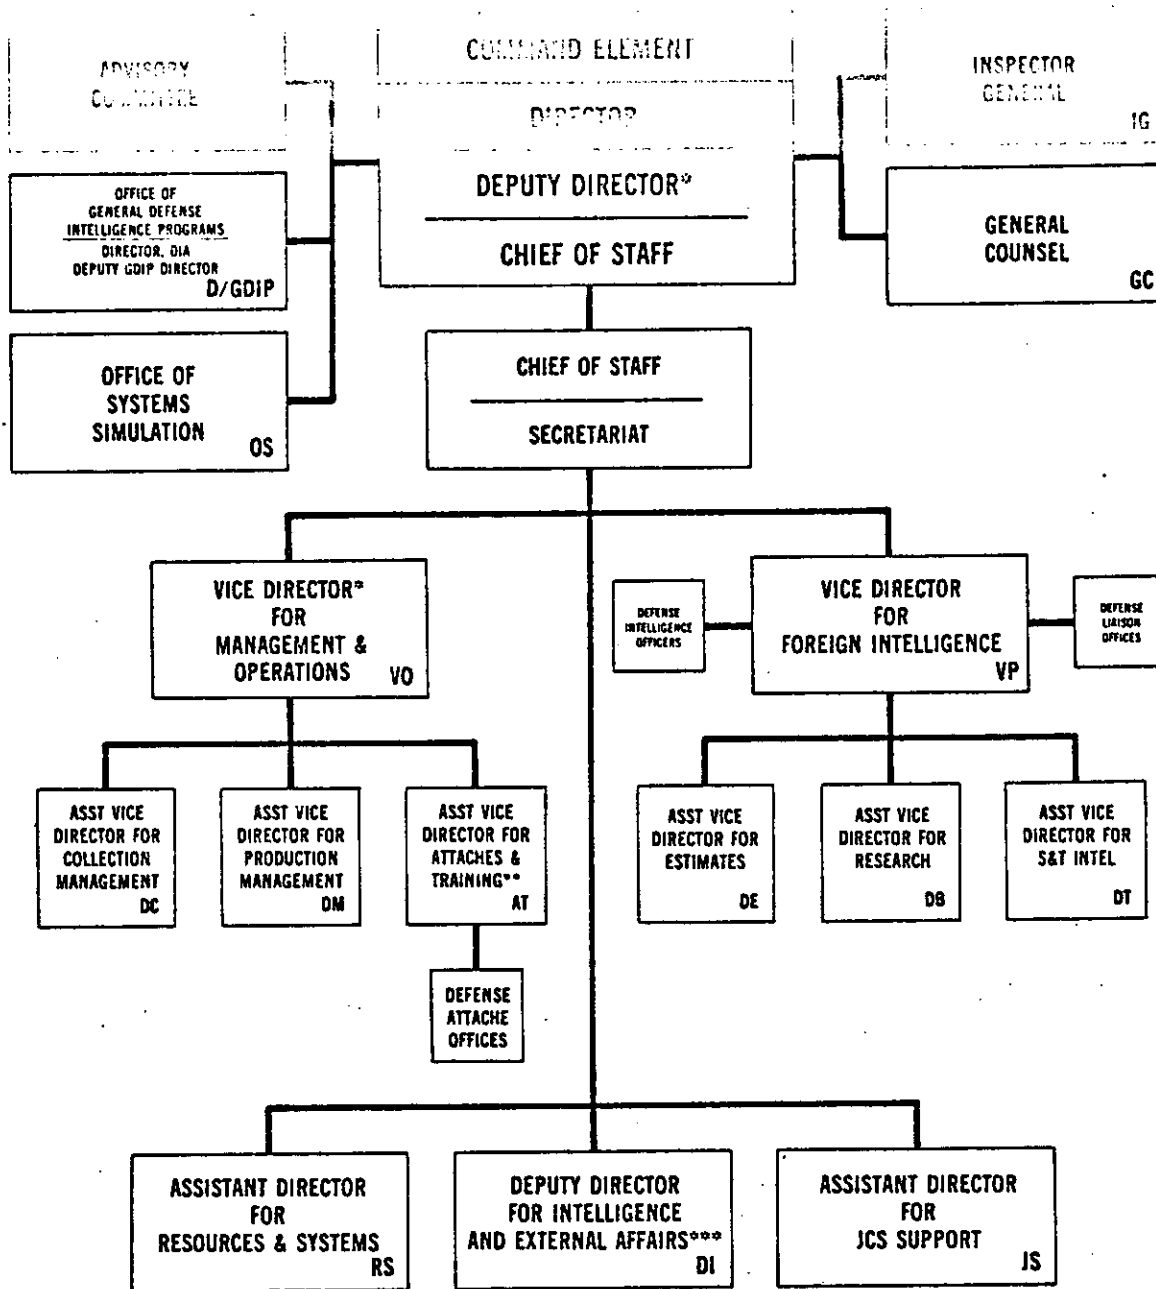 ADVISORY
COMMITTEE
COMMAND ELEMENT
DIRECTOR
DEPUTY DIRECTOR*
CHIEF OF STAFF
INSPECTOR
GENERAL
IG
OFFICE OF
GENERAL DEFENSE
INTELLIGENCE PROGRAMS
DIRECTOR, DIA
DEPUTY GDIP DIRECTOR
D/GDIP
GENERAL
COUNSEL
GC
OFFICE OF
SYSTEMS
SIMULATION
OS
CHIEF OF STAFF
SECRETARIAT
VICE DIRECTOR*
FOR
MANAGEMENT &
OPERATIONS
VO
DEFENSE
INTELLIGENCE
OFFICERS
VICE DIRECTOR
FOR
FOREIGN INTELLIGENCE
VP
DEFENSE
LIAISON
OFFICES
ASST VICE
DIRECTOR FOR
COLLECTION
MANAGEMENT
DC
ASST VICE
DIRECTOR FOR
PRODUCTION
MANAGEMENT
DM
ASST VICE
DIRECTOR FOR
ATTACHES &
TRAINING**
AT
ASST VICE
DIRECTOR FOR
ESTIMATES
DE
ASST VICE
DIRECTOR FOR
RESEARCH
DB
ASST VICE
DIRECTOR FOR
S&T INTEL
DT
DEFENSE
ATTACHE
OFFICES
ASSISTANT DIRECTOR
FOR
RESOURCES & SYSTEMS
RS
DEPUTY DIRECTOR
FOR INTELLIGENCE
AND EXTERNAL AFFAIRS***
DI
ASSISTANT DIRECTOR
FOR
JCS SUPPORT
JS